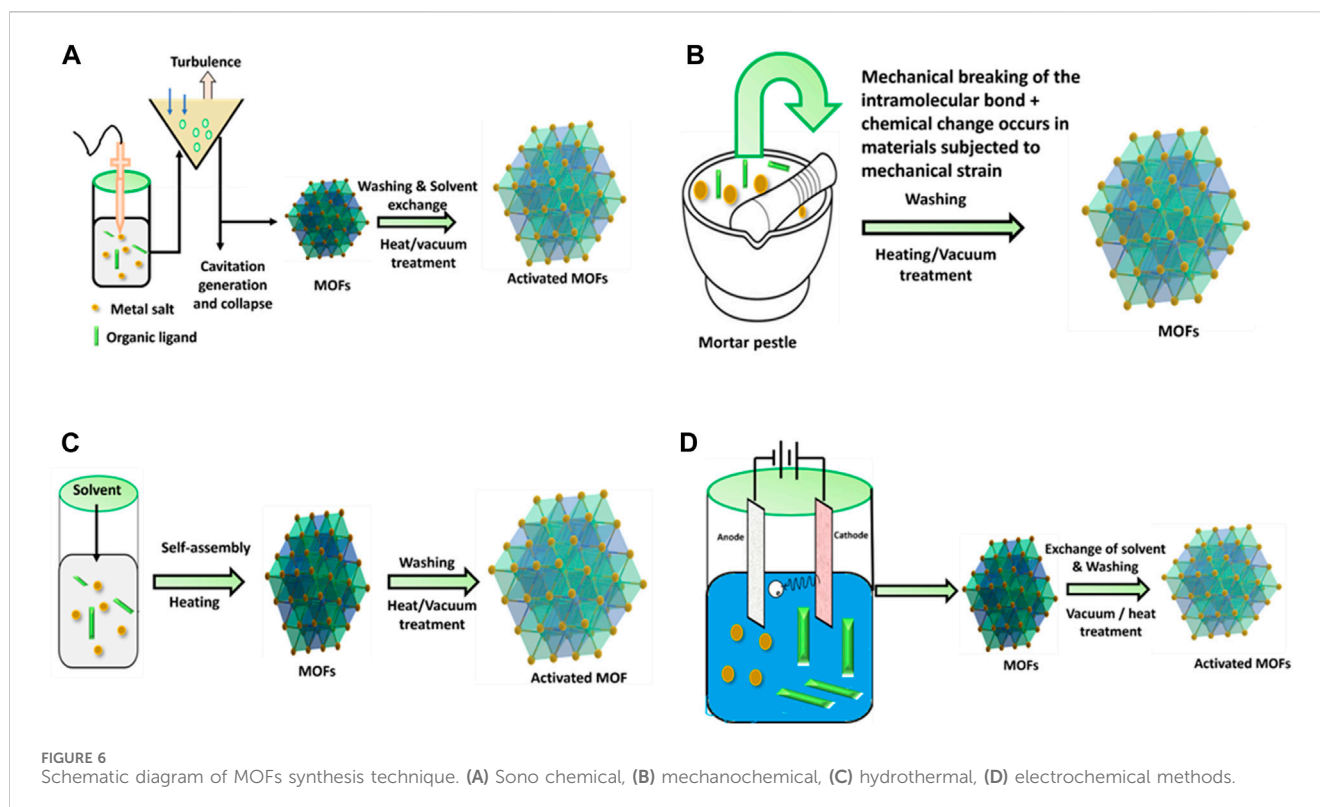 A
Turbulence
Cavitation
generation
and collapse
Metal salt
Organic ligand
MOFs
Washing & Solvent
exchange
Heat/vacuum
treatment
Activated MOFs
B
Mechanical breaking of the
intramolecular bond +
chemical change occurs in
materials subjected to
mechanical strain
Washing
Heating/Vacuum
treatment
Mortar pestle
MOFs
C
Solvent
Self-assembly
Heating
MOFs
Washing
Heat/Vacuum
treatment
Activated MOF
D
Anode
Cathode
MOFs
Exchange of solvent
& Washing
Vacuum / heat
treatment
Activated MOFs
FIGURE 6
Schematic diagram of MOFs synthesis technique. (A) Sono chemical, (B) mechanochemical, (C) hydrothermal, (D) electrochemical methods.